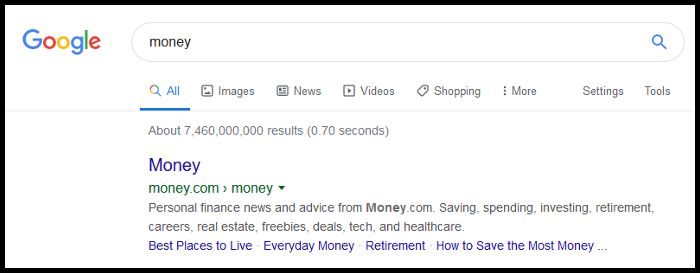 Google
money
All Images News Videos Shopping More Settings Tools
About 7,460,000,000 results (0.70 seconds)
Money
money.com › money
Personal finance news and advice from Money.com. Saving, spending, investing, retirement,
careers, real estate, freebies, deals, tech, and healthcare.
Best Places to Live · Everyday Money · Retirement · How to Save the Most Money ...